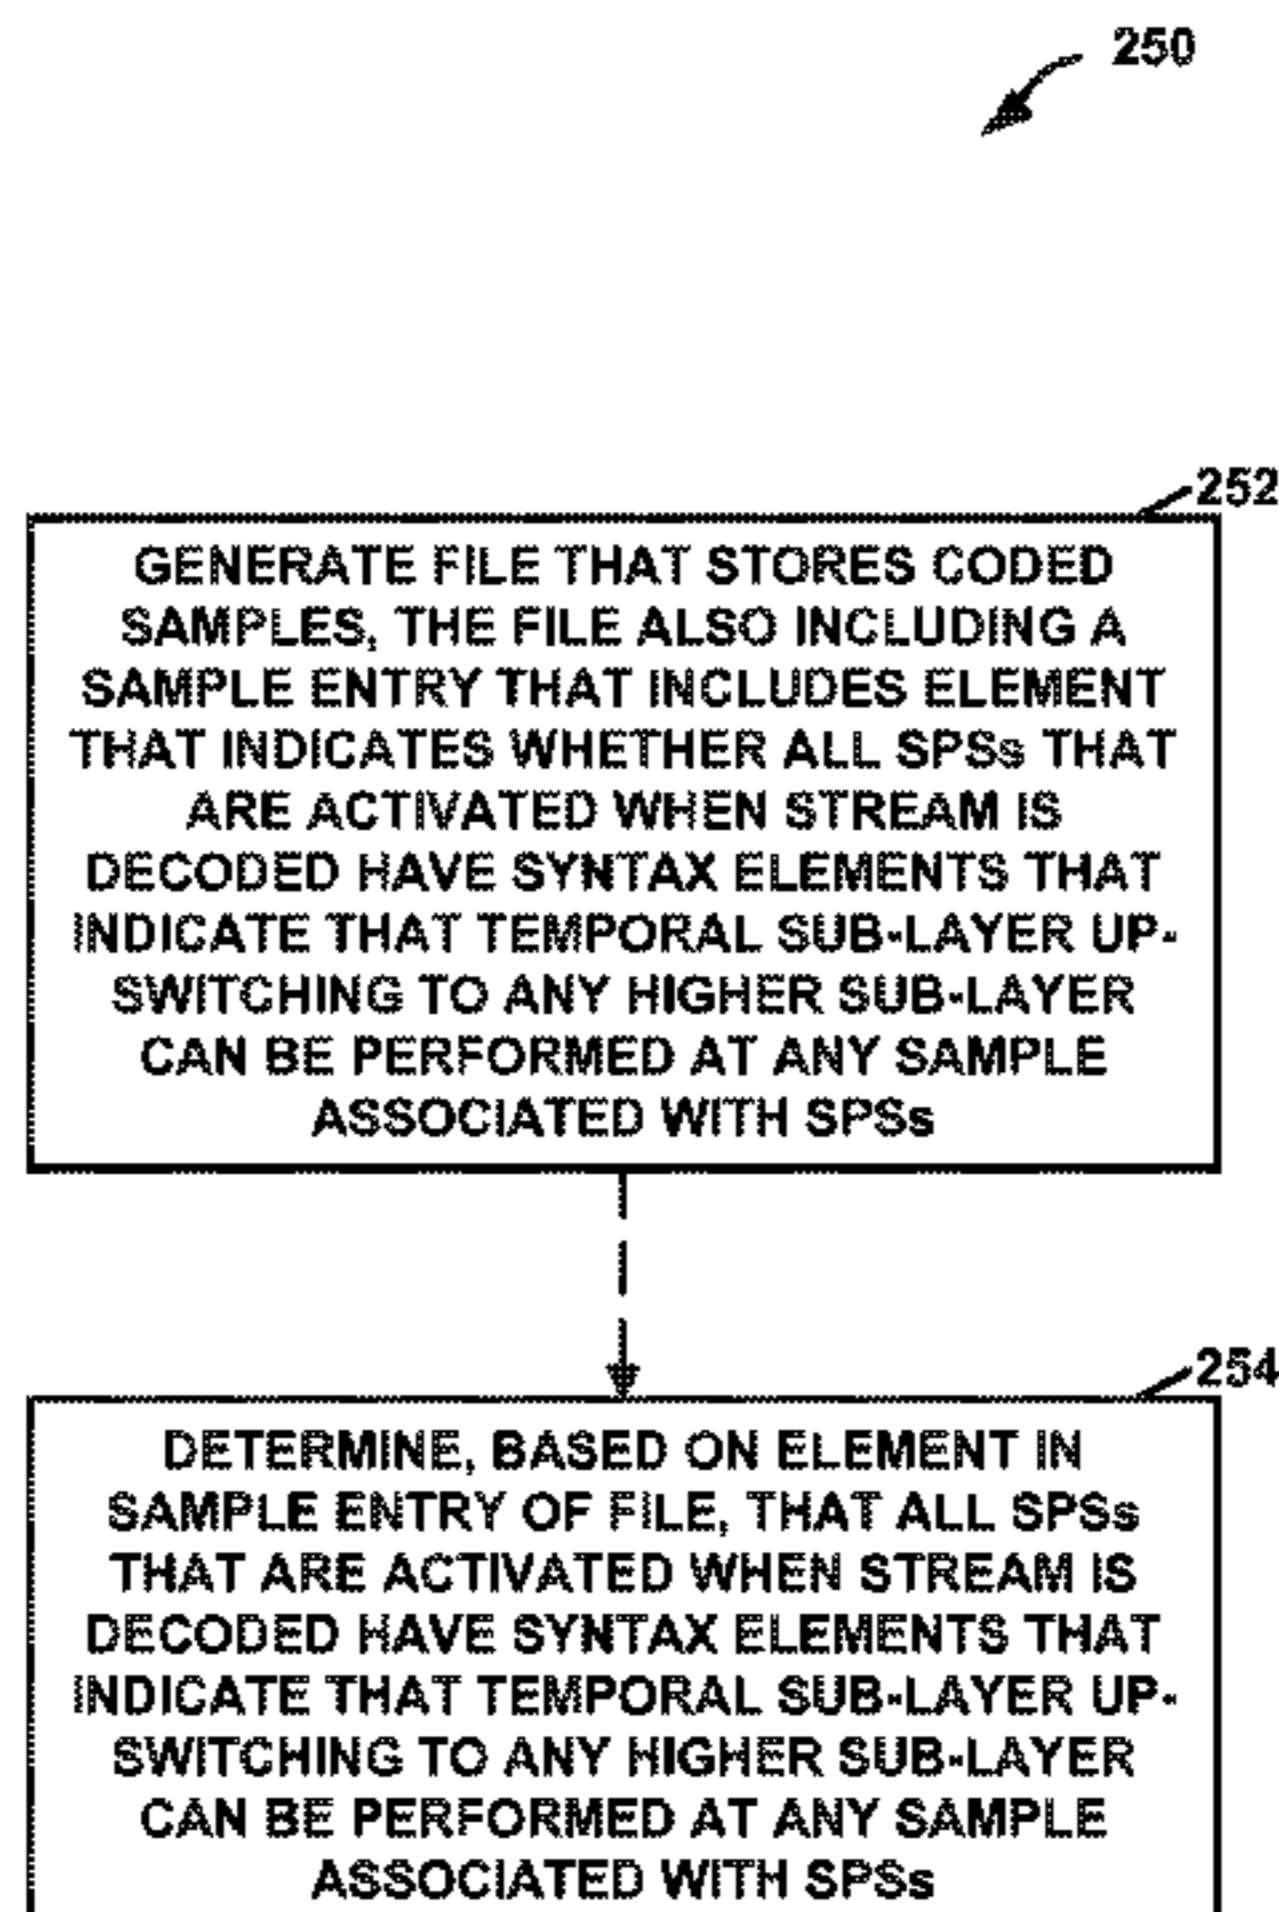 250
252
GENERATE FILE THAT STORES CODED
SAMPLES, THE FILE ALSO INCLUDING A
SAMPLE ENTRY THAT INCLUDES ELEMENT
THAT INDICATES WHETHER ALL SPSs THAT
ARE ACTIVATED WHEN STREAM IS
DECODED HAVE SYNTAX ELEMENTS THAT
INDICATE THAT TEMPORAL SUB-LAYER UP-
SWITCHING TO ANY HIGHER SUB-LAYER
CAN BE PERFORMED AT ANY SAMPLE
ASSOCIATED WITH SPSs
254
DETERMINE, BASED ON ELEMENT IN
SAMPLE ENTRY OF FILE, THAT ALL SPSs
THAT ARE ACTIVATED WHEN STREAM IS
DECODED HAVE SYNTAX ELEMENTS THAT
INDICATE THAT TEMPORAL SUB-LAYER UP-
SWITCHING TO ANY HIGHER SUB-LAYER
CAN BE PERFORMED AT ANY SAMPLE
ASSOCIATED WITH SPSs